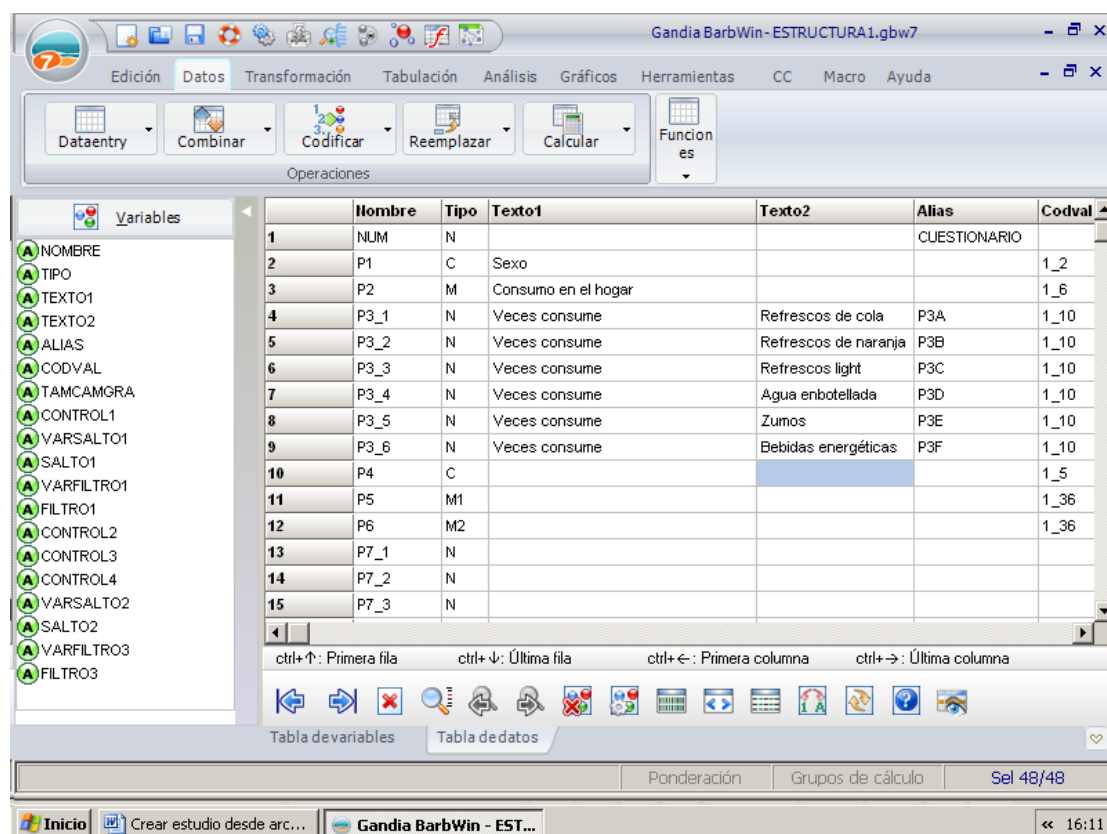 Gandia BarbWin - ESTRUCTURA1.gbw7
7
Edición Datos Transformación Tabulación Análisis Gráficos Herramientas CC Macro Ayuda
Dataentry Combinar Codificar Reemplazar Calcular Funcion
es
Operaciones
Variables
NOMBRE
TIPO
TEXTO1
TEXTO2
ALIAS
CODVAL
TAMCAMGRA
CONTROL1
VARSALTO1
SALTO1
VARFILTRO1
FILTRO1
CONTROL2
CONTROL3
CONTROL4
VARSALTO2
SALTO2
VARFILTRO3
FILTRO3
Nombre Tipo Texto1 Texto2 Alias Codval
1 NUM N CUESTIONARIO
2 P1 C Sexo 1_2
3 P2 M Consumo en el hogar 1_6
4 P3_1 N Veces consume Refrescos de cola P3A 1_10
5 P3_2 N Veces consume Refrescos de naranja P3B 1_10
6 P3_3 N Veces consume Refrescos light P3C 1_10
7 P3_4 N Veces consume Agua enbotellada P3D 1_10
8 P3_5 N Veces consume Zumos P3E 1_10
9 P3_6 N Veces consume Bebidas energéticas P3F 1_10
10 P4 C 1_5
11 P5 M1 1_36
12 P6 M2 1_36
13 P7_1 N
14 P7_2 N
15 P7_3 N
ctrl+↑: Primera fila ctrl+↓: Última fila ctrl+←: Primera columna ctrl+→: Última columna
Tabla de variables Tabla de datos
Ponderación Grupos de cálculo Sel 48/48
Inicio Crear estudio desde arc... Gandia BarbWin - EST... « 16:11